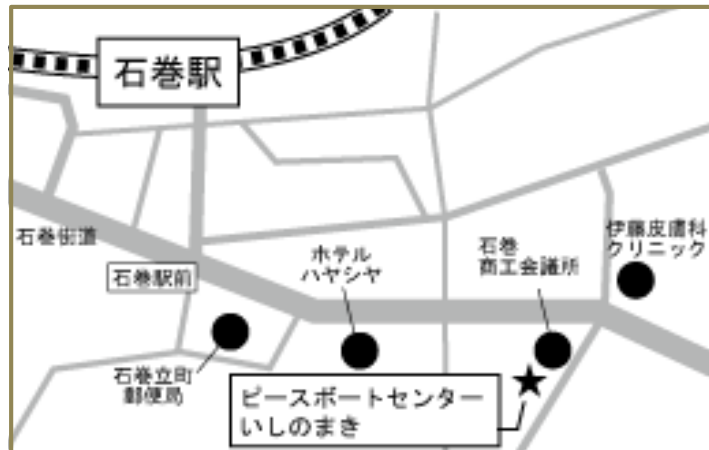 石巻駅
石巻街道
石巻駅前
ホテル
ハヤシヤ
石巻
商工会議所
伊藤皮膚科
クリニック
石巻立町
郵便局
ピースボートセンター
いしのまき